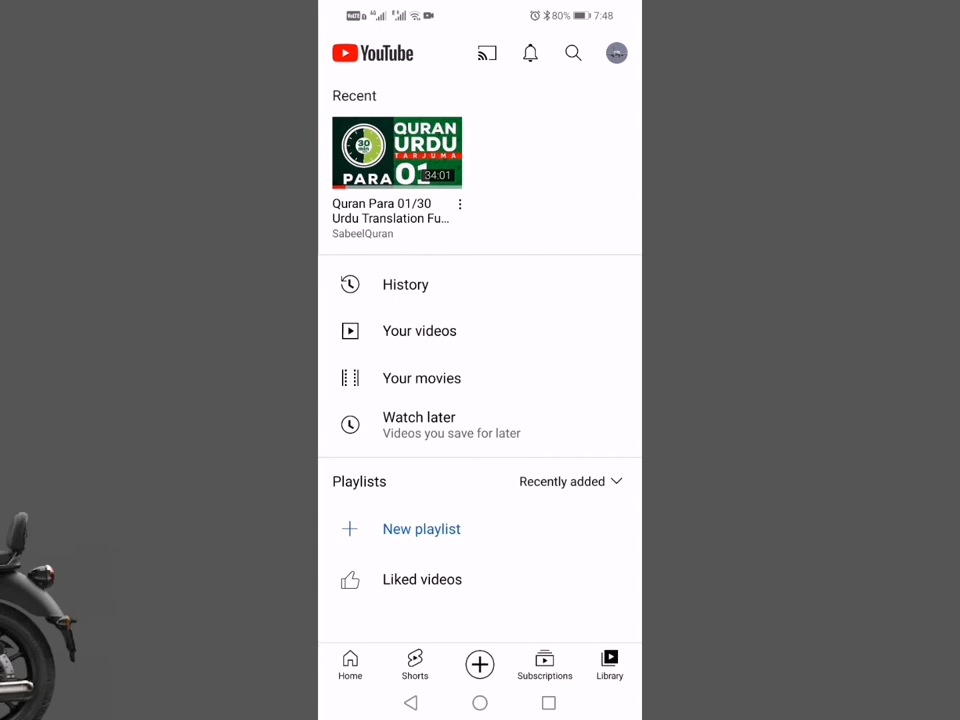 80% 7:48
YouTube
Recent
30
QURAN
URDU
TARJUMA
PARA 01
34:01
Quran Para 01/30
Urdu Translation Fu...
SabeelQuran
History
Your videos
Your movies
Watch later
Videos you save for later
Playlists Recently added
New playlist
Liked videos
Home Shorts Subscriptions Library